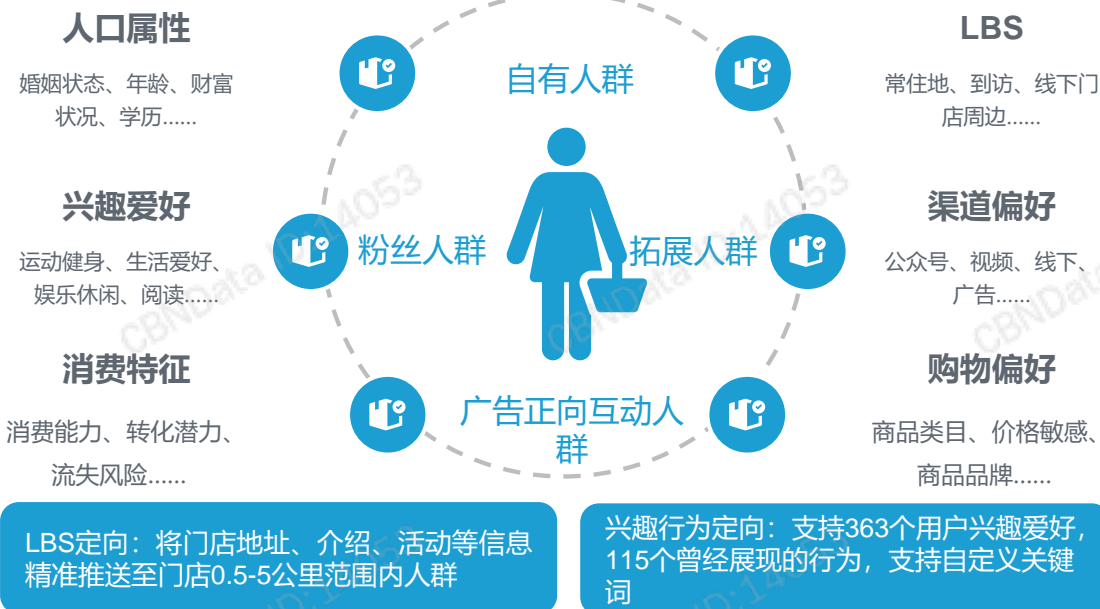 人口属性
婚姻状态、年龄、财富
状况、学历......
兴趣爱好
运动健身、生活爱好、
娱乐休闲、阅读......
消费特征
消费能力、转化潜力、
流失风险......
自有人群
粉丝人群
拓展人群
广告正向互动人
群
LBS
常住地、到访、线下门
店周边......
渠道偏好
公众号、视频、线下、
广告......
购物偏好
商品类目、价格敏感、
商品品牌......
LBS定向：将门店地址、介绍、活动等信息
精准推送至门店0.5-5公里范围内人群
兴趣行为定向：支持363个用户兴趣爱好，
115个曾经展现的行为，支持自定义关键
词
CBNData ID:14053
CBNData ID:14053
CBNData